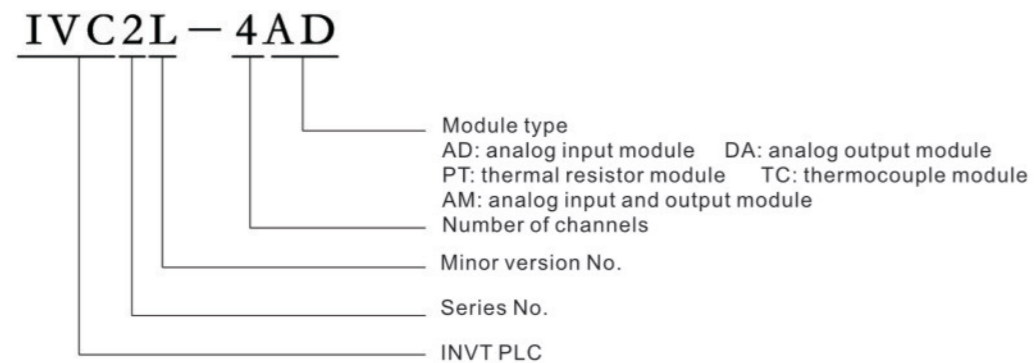 IVC2L-4AD
Module type
AD: analog input module DA: analog output module
PT: thermal resistor module TC: thermocouple module
AM: analog input and output module
Number of channels
Minor version No.
Series No.
INVT PLC